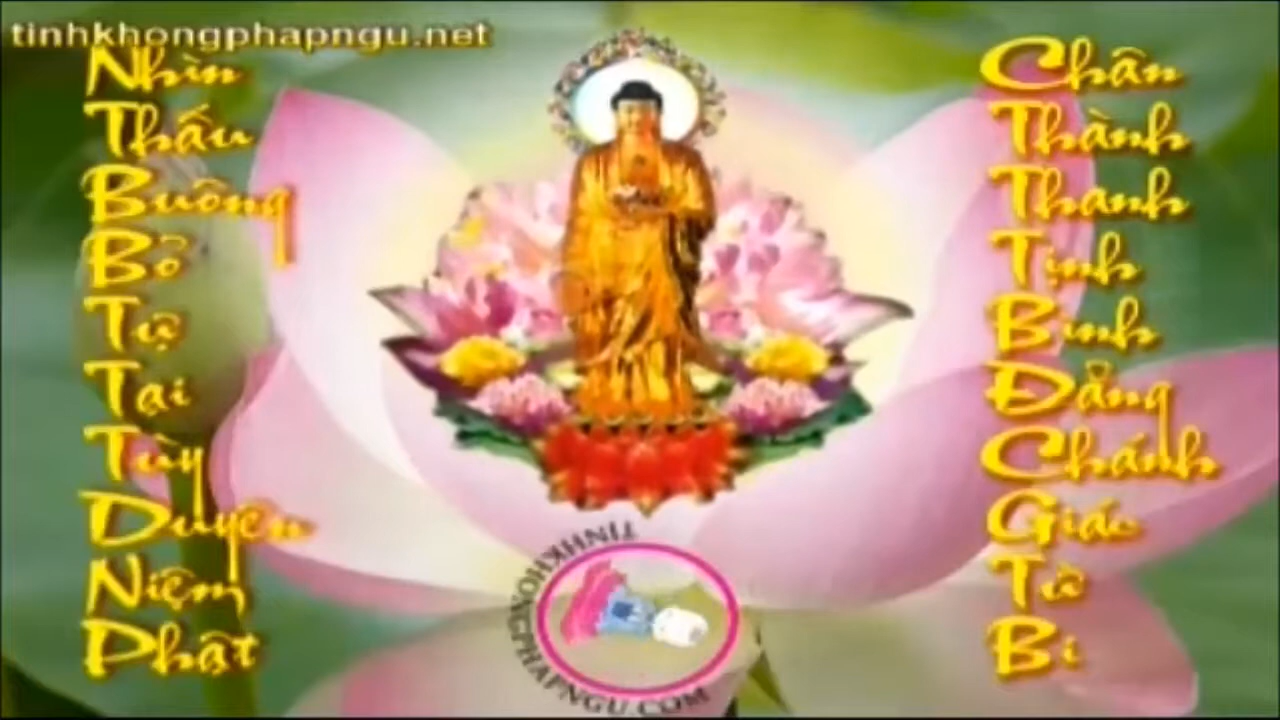 tinhkhongphapngu.net
Nhìn
Thấu
Buông
Bỏ
Tự
Tại
Tùy
Duyên
Niệm
Phật
Chân
Thành
Thanh
Tịnh
Bình
Đẳng
Chánh
Giác
Từ
Bi
TINHKHONGPHAPNGU.COM